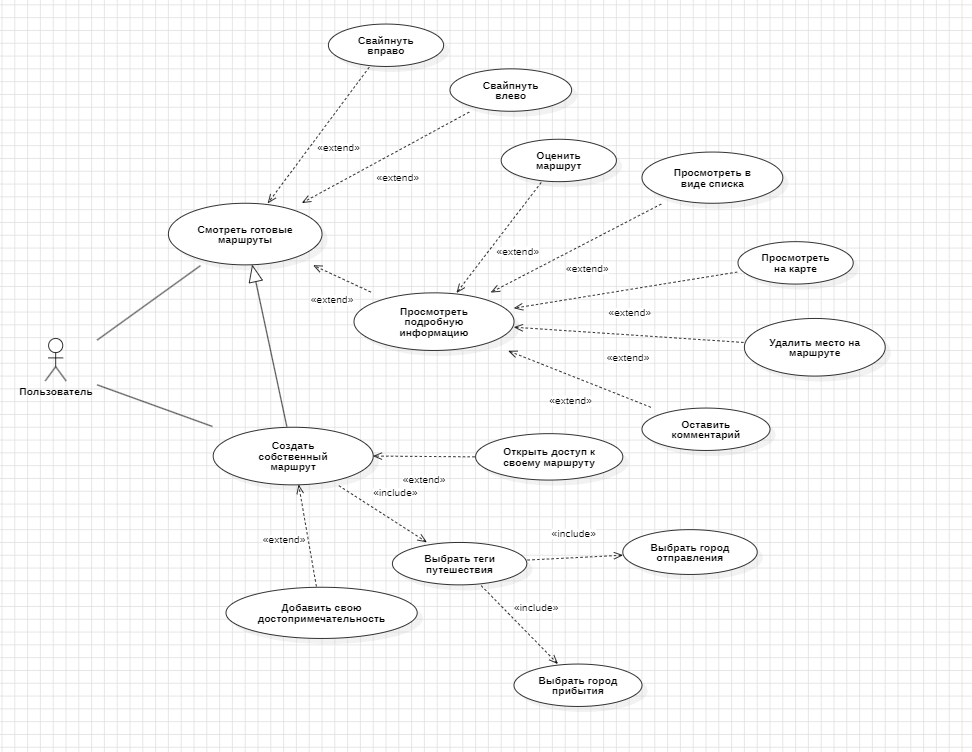 Свайпнуть
вправо
Свайпнуть
влево
«extend»
«extend»
Оценить
маршрут
Просмотреть в
виде списка
Смотреть готовые
маршруты
«extend»
«extend»
Просмотреть
на карте
«extend»
Просмотреть
подробную
информацию
«extend»
Удалить место на
маршруте
«extend»
Пользователь
«extend»
Оставить
комментарий
Создать
собственный
маршрут
Открыть доступ к
своему маршруту
«extend»
«include»
«extend»
«include»
Выбрать теги
путешествия
Выбрать город
отправления
Добавить свою
достопримечательность
«include»
Выбрать город
прибытия